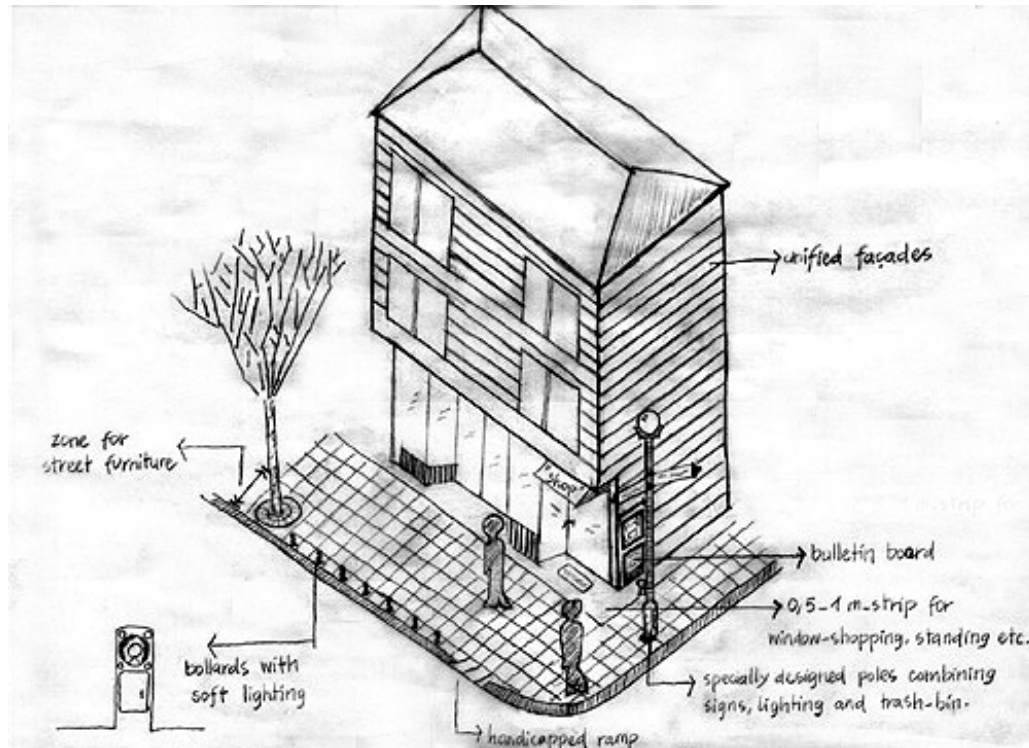 unified façades
zone for
street furniture
"shop"
bulletin board
0,5-1 m-strip for
window-shopping, standing etc.
bollards with
soft lighting
specially designed poles combining
signs, lighting and trash-bin.
handicapped ramp